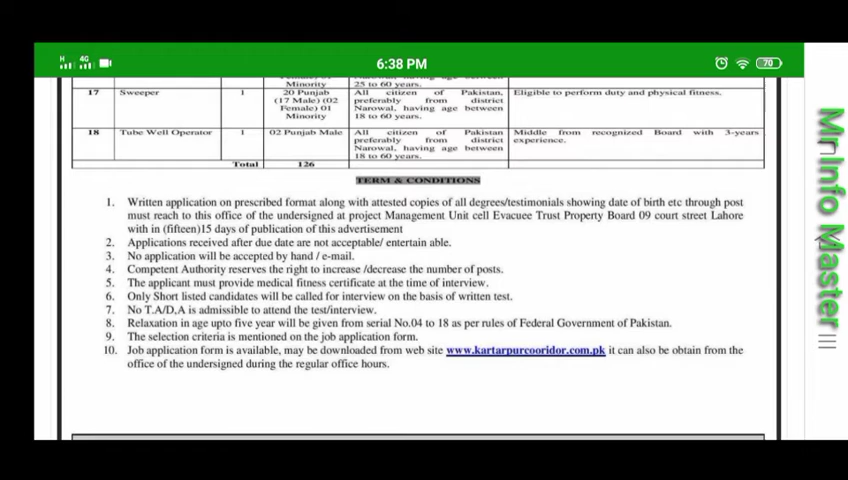 H 4G
6:38 PM
70
Minority
25 to 60 years.
17 Sweeper 1 20 Punjab All citizen of Pakistan, Eligible to perform duty and physical fitness.
(17 Male) (02 preferably from district
Female) 01 Narowal, having age between
Minority 18 to 60 years.
18 Tube Well Operator 1 02 Punjab Male All citizen of Pakistan Middle from recognized Board with 3-years
preferably from district experience.
Narowal, having age between
18 to 60 years.
Total 126
TERM & CONDITIONS
1. Written application on prescribed format along with attested copies of all degrees/testimonials showing date of birth etc through post
must reach to this office of the undersigned at project Management Unit cell Evacuee Trust Property Board 09 court street Lahore
with in (fifteen)15 days of publication of this advertisement
2. Applications received after due date are not acceptable/ entertain able.
3. No application will be accepted by hand / e-mail.
4. Competent Authority reserves the right to increase /decrease the number of posts.
5. The applicant must provide medical fitness certificate at the time of interview.
6. Only Short listed candidates will be called for interview on the basis of written test.
7. No T.A/D,A is admissible to attend the test/interview.
8. Relaxation in age upto five year will be given from serial No.04 to 18 as per rules of Federal Government of Pakistan.
9. The selection criteria is mentioned on the job application form.
10. Job application form is available, may be downloaded from web site www.kartarpurcooridor.com.pk it can also be obtain from the
office of the undersigned during the regular office hours.
Mr.Info Master